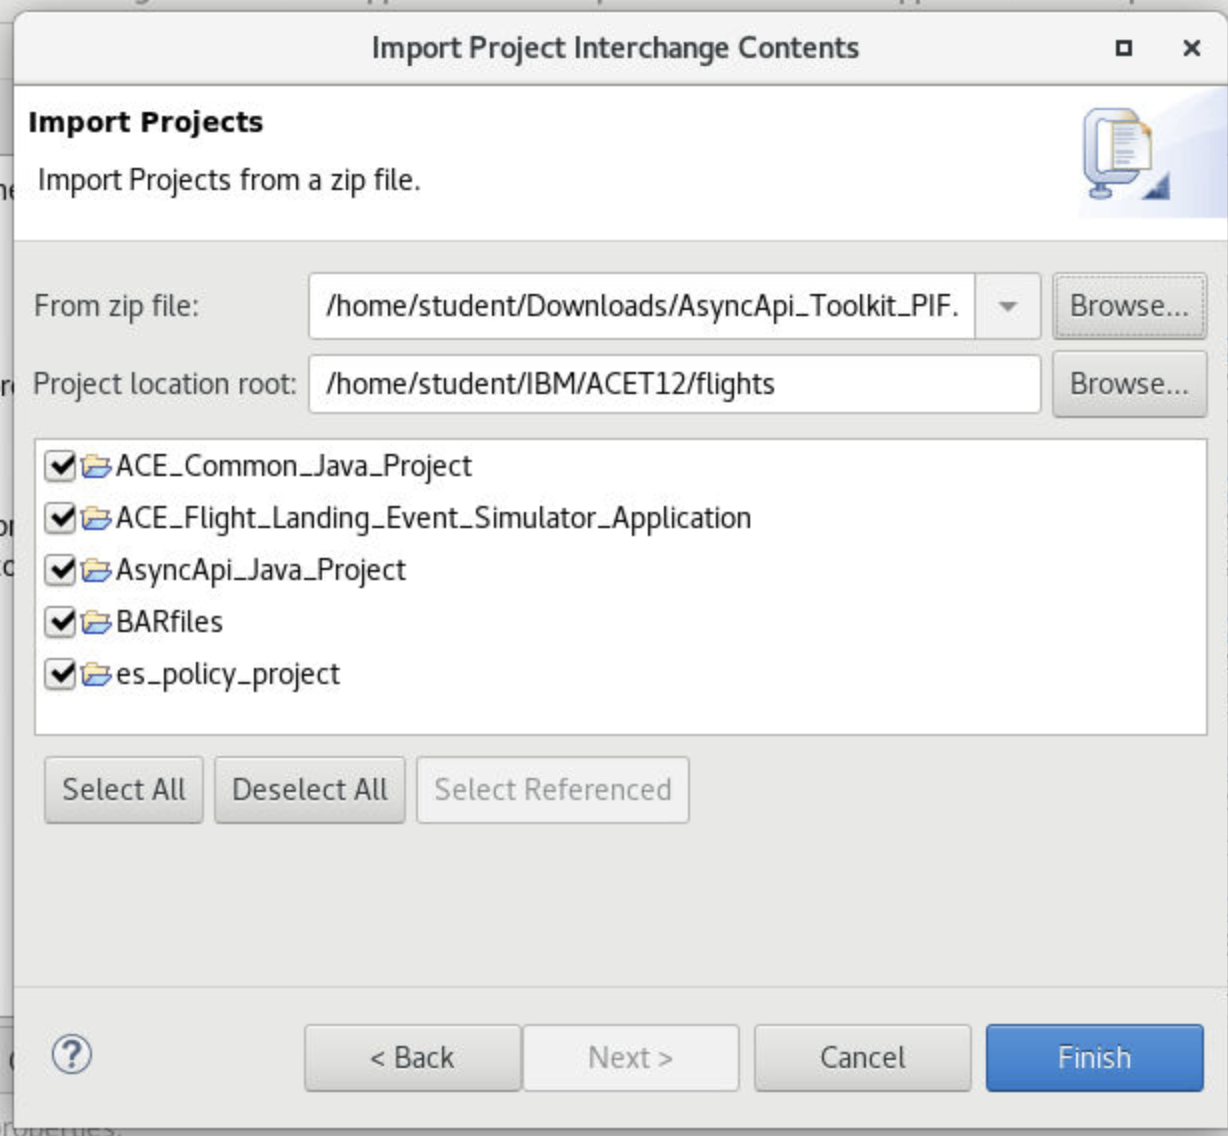 Import Project Interchange Contents
Import Projects
Import Projects from a zip file.
From zip file: /home/student/Downloads/AsyncApi_Toolkit_PIF. Browse...
Project location root: /home/student/IBM/ACET12/flights Browse...
ACE_Common_Java_Project
ACE_Flight_Landing_Event_Simulator_Application
AsyncApi_Java_Project
BARfiles
es_policy_project
Select All Deselect All Select Referenced
? < Back Next > Cancel Finish